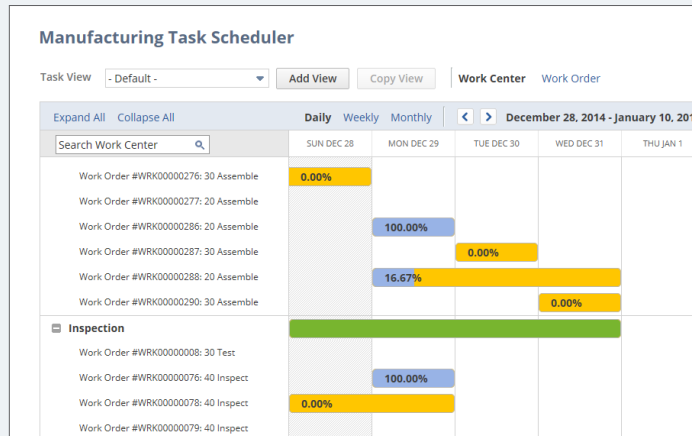 Manufacturing Task Scheduler
Task View - Default - Add View Copy View Work Center Work Order
Expand All Collapse All Daily Weekly Monthly December 28, 2014 - January 10, 201
Search Work Center SUN DEC 28 MON DEC 29 TUE DEC 30 WED DEC 31 THU JAN 1
Work Order #WRK00000276: 30 Assemble 0.00%
Work Order #WRK00000277: 20 Assemble
Work Order #WRK00000286: 20 Assemble 100.00%
Work Order #WRK00000287: 30 Assemble 0.00%
Work Order #WRK00000288: 20 Assemble 16.67%
Work Order #WRK00000290: 30 Assemble 0.00%
Inspection
Work Order #WRK00000008: 30 Test
Work Order #WRK00000076: 40 Inspect 100.00%
Work Order #WRK00000078: 40 Inspect 0.00%
Work Order #WRK00000079: 40 Inspect